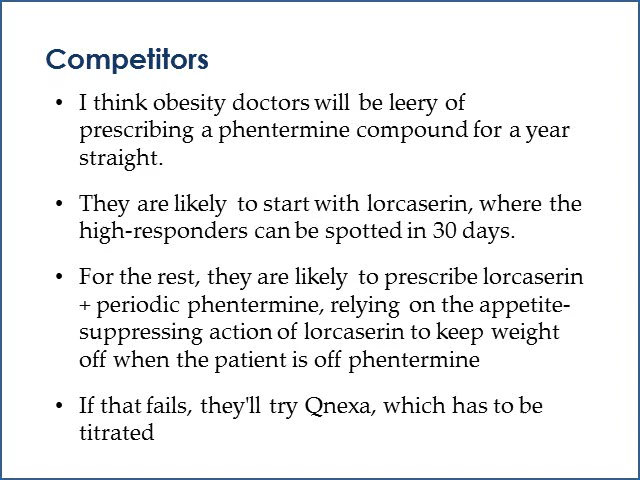 Competitors
• I think obesity doctors will be leery of
prescribing a phentermine compound for a year
straight.
• They are likely to start with lorcaserin, where the
high-responders can be spotted in 30 days.
• For the rest, they are likely to prescribe lorcaserin
+ periodic phentermine, relying on the appetite-
suppressing action of lorcaserin to keep weight
off when the patient is off phentermine
• If that fails, they'll try Qnexa, which has to be
titrated